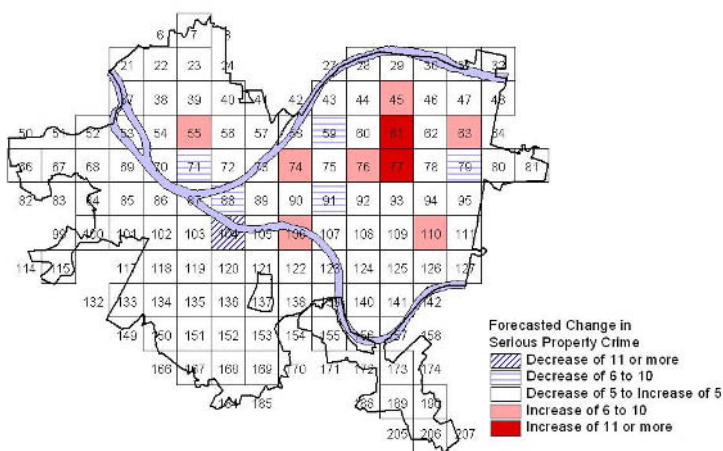 6 7 8
21 22 23 24 27 28 29 30 32
37 38 39 40 41 42 43 44 45 46 47 48
50 51 52 53 54 55 56 57 58 59 60 61 62 63 64
66 67 68 69 70 71 72 73 74 75 76 77 78 79 80 81
82 83 84 85 86 87 88 89 90 91 92 93 94 95
99 100 101 102 103 104 105 106 107 108 109 110 111
114 115 117 118 119 120 121 122 123 124 125 126 127
132 133 134 135 136 137 138 139 140 141 142
149 150 151 152 153 154 155 156 157 158
166 167 168 169 170 171 172 173 174
184 185 188 189 190
205 206 207
Forecasted Change in
Serious Property Crime
Decrease of 11 or more
Decrease of 6 to 10
Decrease of 5 to Increase of 5
Increase of 6 to 10
Increase of 11 or more